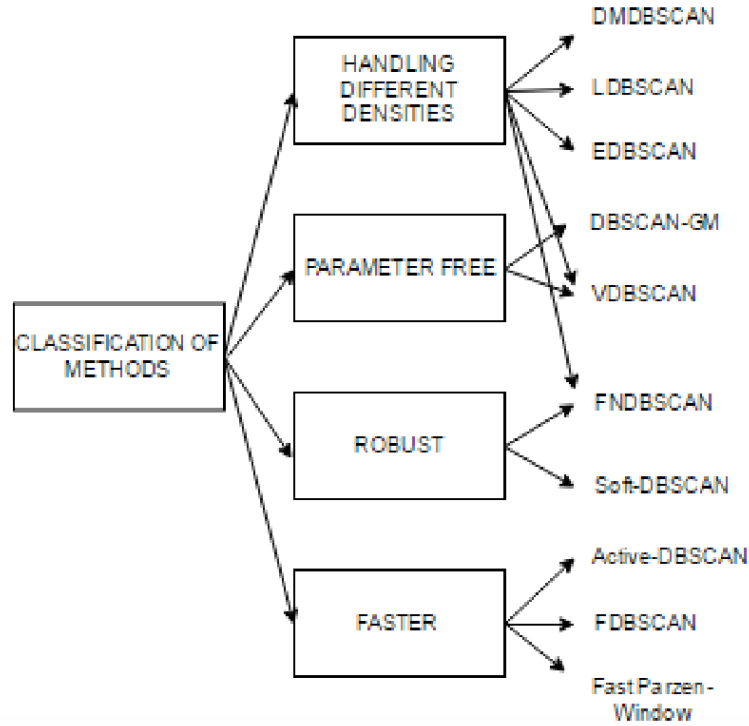 CLASSIFICATION OF
METHODS
HANDLING
DIFFERENT
DENSITIES
PARAMETER FREE
ROBUST
FASTER
DMDBSCAN
LDBSCAN
EDBSCAN
DBSCAN-GM
VDBSCAN
FNDBSCAN
Soft-DBSCAN
Active-DBSCAN
FDBSCAN
Fast Parzen-
Window